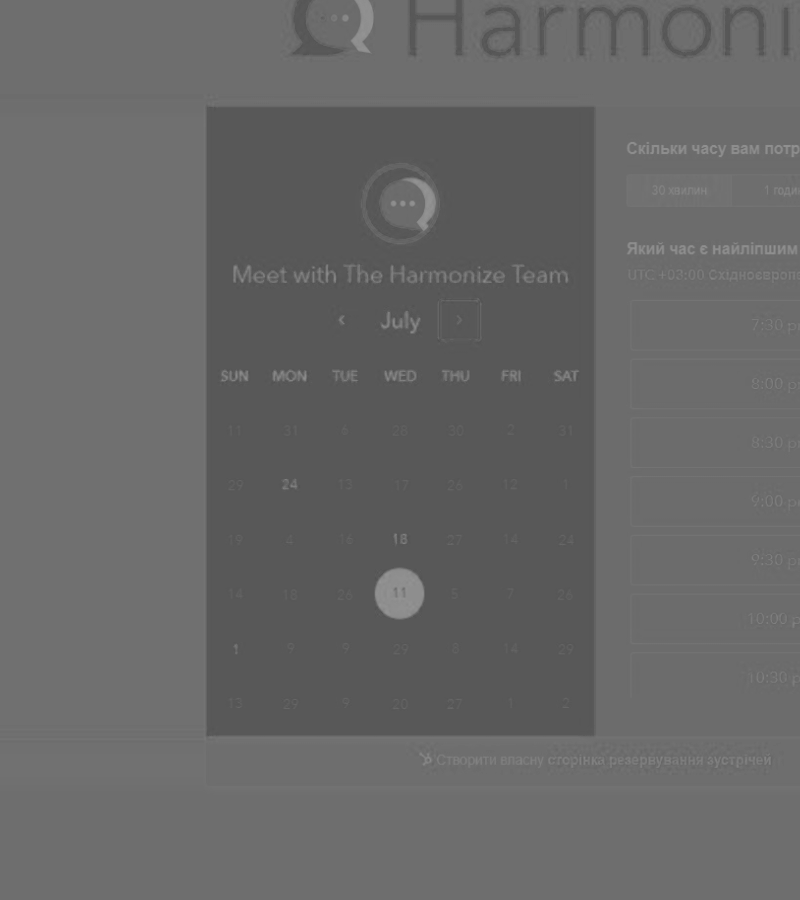 Harmoni
Скільки часу вам потр
30 хвилин 1 годи
Meet with The Harmonize Team
Який час є найліпшим
UTC +03:00 Східноєвроп
‹ July ›
7:30 p
SUN MON TUE WED THU FRI SAT
8:00 p
11 31 6 28 30 2 31
8:30 p
29 24 13 17 26 12 1
9:00 p
19 4 16 18 27 14 24
9:30 p
14 18 26 11 5 7 26
10:00 p
1 9 9 29 8 14 29
10:30 p
13 29 9 20 27 1 2
Створити власну сторінка резервування зустрічей